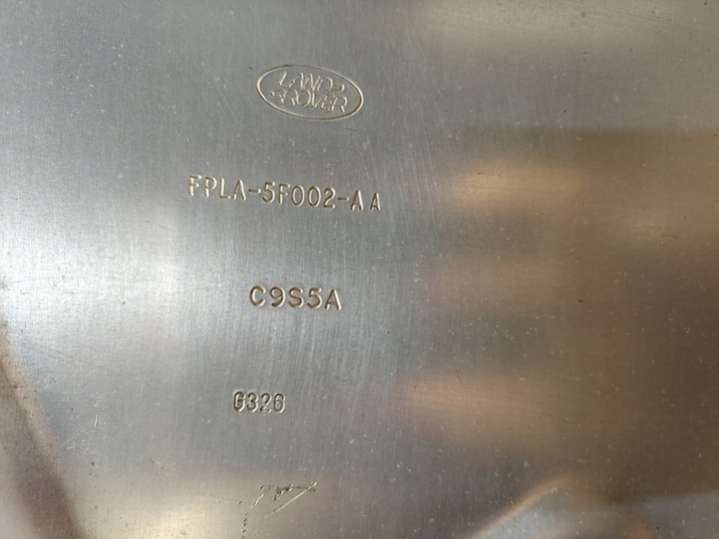 LAND-
-ROVER
FPLA-5F002-AA
C9S5A
G326